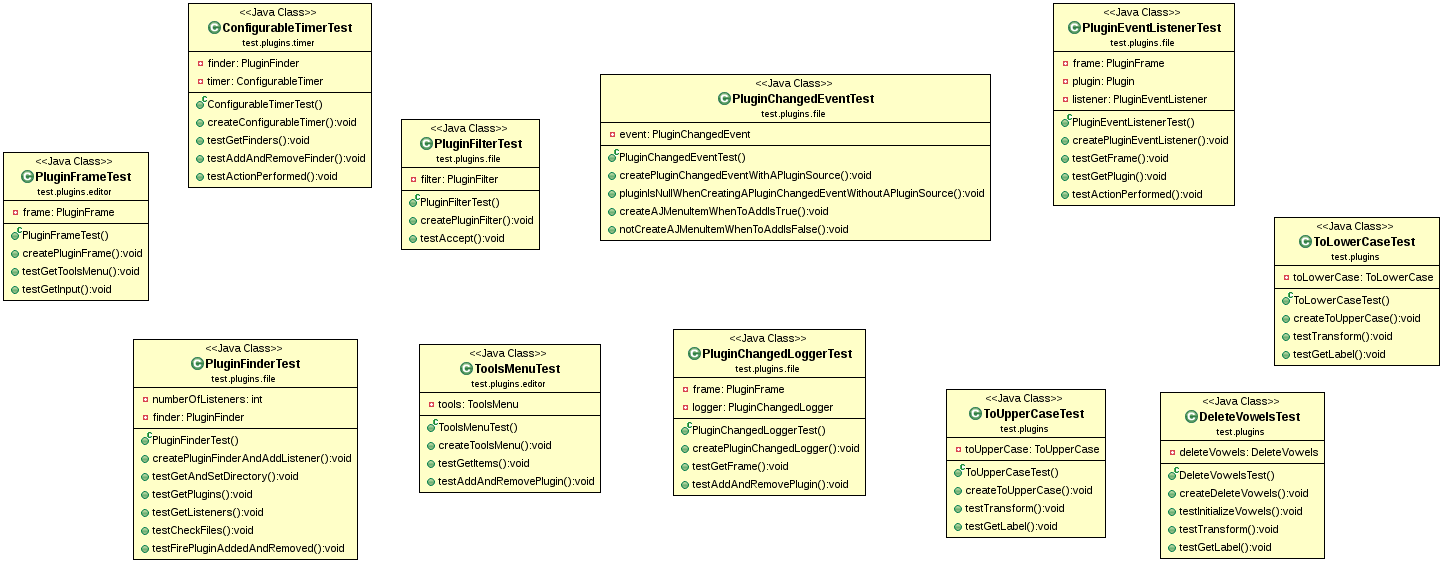 <<Java Class>>
ConfigurableTimerTest
test.plugins.timer
finder: PluginFinder
timer: ConfigurableTimer
ConfigurableTimerTest()
createConfigurableTimer():void
testGetFinders():void
testAddAndRemoveFinder():void
testActionPerformed():void
<<Java Class>>
PluginEventListenerTest
test.plugins.file
frame: PluginFrame
plugin: Plugin
listener: PluginEventListener
PluginEventListenerTest()
createPluginEventListener():void
testGetFrame():void
testGetPlugin():void
testActionPerformed():void
<<Java Class>>
PluginChangedEventTest
test.plugins.file
event: PluginChangedEvent
PluginChangedEventTest()
createPluginChangedEventWithAPluginSource():void
pluginIsNullWhenCreatingAPluginChangedEventWithoutAPluginSource():void
createAJMenuItemWhenToAddIsTrue():void
notCreateAJMenuItemWhenToAddIsFalse():void
<<Java Class>>
PluginFilterTest
test.plugins.file
filter: PluginFilter
PluginFilterTest()
createPluginFilter():void
testAccept():void
<<Java Class>>
PluginFrameTest
test.plugins.editor
frame: PluginFrame
PluginFrameTest()
createPluginFrame():void
testGetToolsMenu():void
testGetInput():void
<<Java Class>>
ToLowerCaseTest
test.plugins
toLowerCase: ToLowerCase
ToLowerCaseTest()
createToUpperCase():void
testTransform():void
testGetLabel():void
<<Java Class>>
PluginFinderTest
test.plugins.file
numberOfListeners: int
finder: PluginFinder
PluginFinderTest()
createPluginFinderAndAddListener():void
testGetAndSetDirectory():void
testGetPlugins():void
testGetListeners():void
testCheckFiles():void
testFirePluginAddedAndRemoved():void
<<Java Class>>
ToolsMenuTest
test.plugins.editor
tools: ToolsMenu
ToolsMenuTest()
createToolsMenu():void
testGetItems():void
testAddAndRemovePlugin():void
<<Java Class>>
PluginChangedLoggerTest
test.plugins.file
frame: PluginFrame
logger: PluginChangedLogger
PluginChangedLoggerTest()
createPluginChangedLogger():void
testGetFrame():void
testAddAndRemovePlugin():void
<<Java Class>>
ToUpperCaseTest
test.plugins
toUpperCase: ToUpperCase
ToUpperCaseTest()
createToUpperCase():void
testTransform():void
testGetLabel():void
<<Java Class>>
DeleteVowelsTest
test.plugins
deleteVowels: DeleteVowels
DeleteVowelsTest()
createDeleteVowels():void
testInitializeVowels():void
testTransform():void
testGetLabel():void